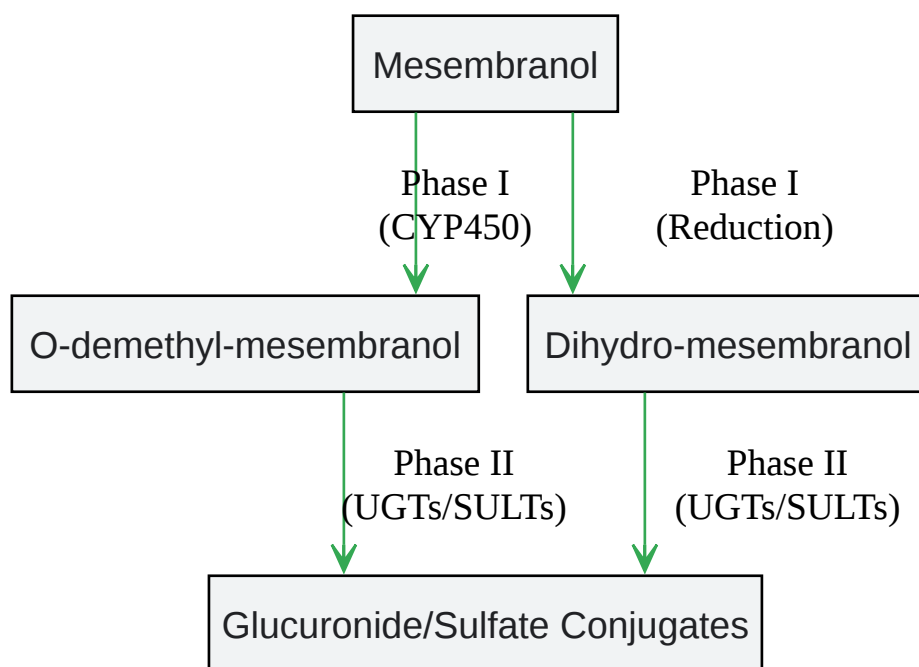 Mesembranol
Phase I
(CYP450)
Phase I
(Reduction)
O-demethyl-mesembranol
Dihydro-mesembranol
Phase II
(UGTs/SULTs)
Phase II
(UGTs/SULTs)
Glucuronide/Sulfate Conjugates